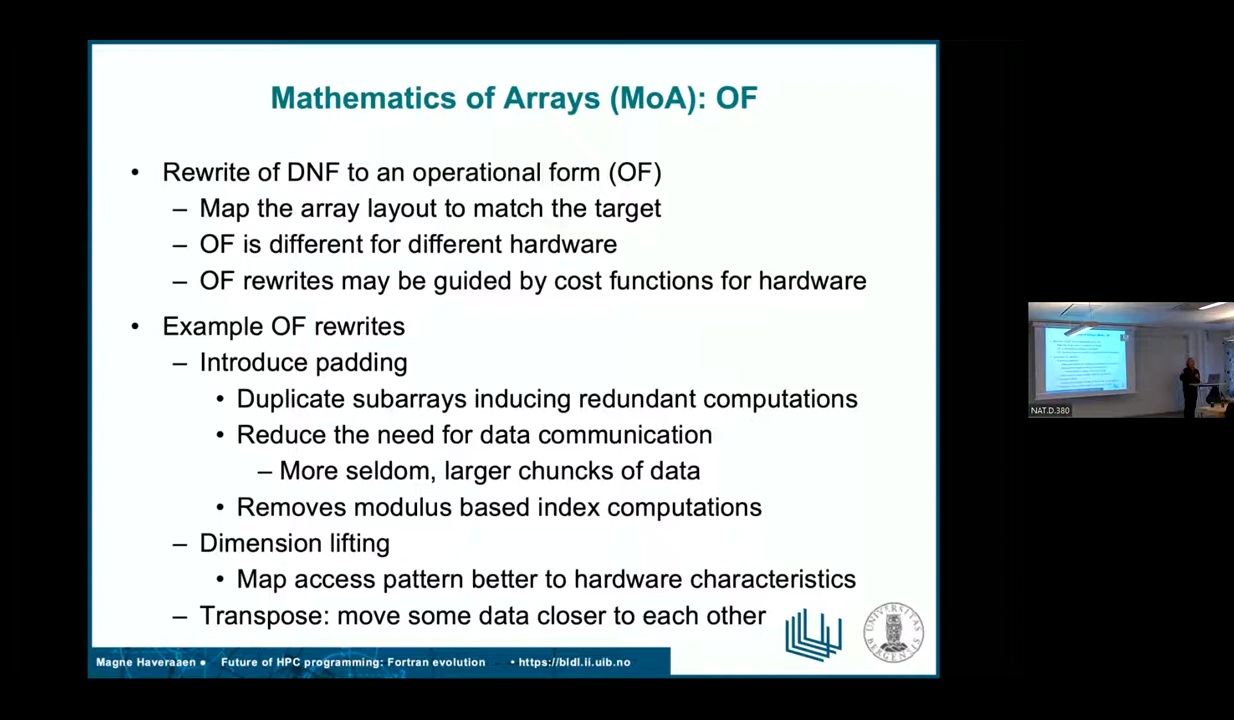 Mathematics of Arrays (MoA): OF
• Rewrite of DNF to an operational form (OF)
– Map the array layout to match the target
– OF is different for different hardware
– OF rewrites may be guided by cost functions for hardware
• Example OF rewrites
– Introduce padding
• Duplicate subarrays inducing redundant computations
• Reduce the need for data communication
– More seldom, larger chuncks of data
• Removes modulus based index computations
– Dimension lifting
• Map access pattern better to hardware characteristics
– Transpose: move some data closer to each other
UNIVERSITAS BERGENSIS
Magne Haveraaen • Future of HPC programming: Fortran evolution • https://bldl.ii.uib.no
NAT.D.380